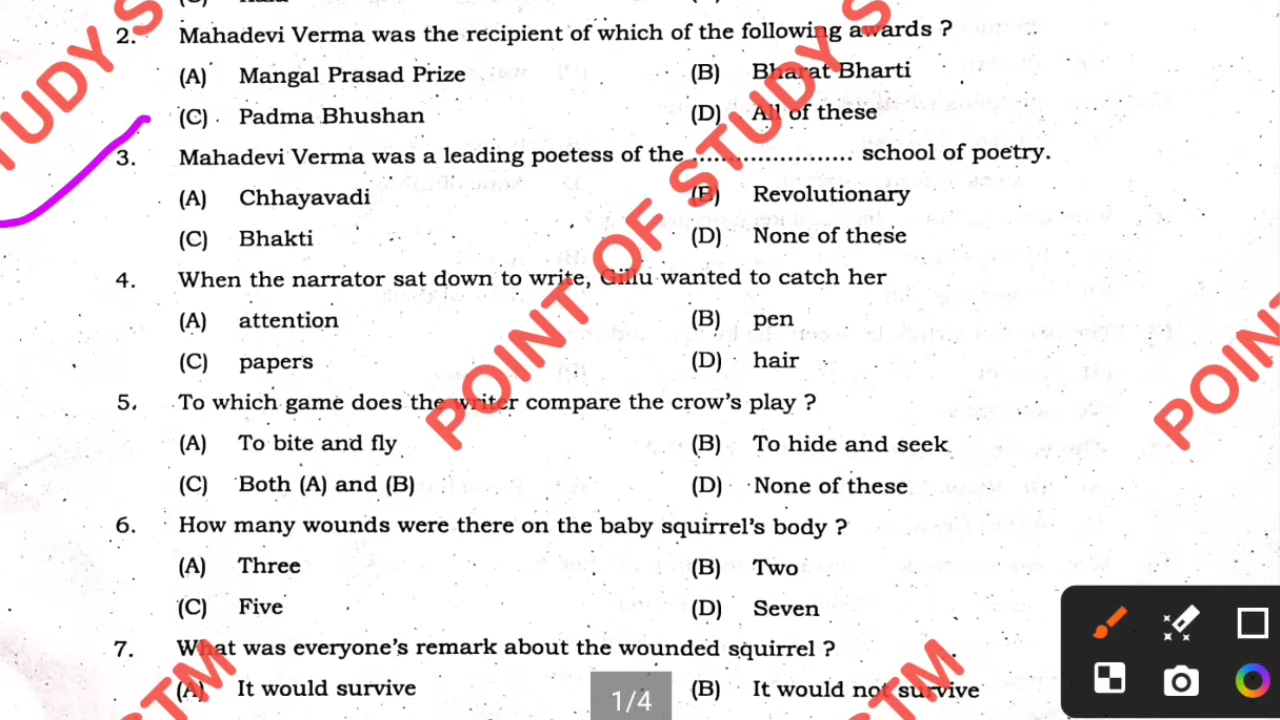 2. Mahadevi Verma was the recipient of which of the following awards ?
(A) Mangal Prasad Prize (B) Bharat Bharti
(C) Padma Bhushan (D) All of these
3. Mahadevi Verma was a leading poetess of the ..................... school of poetry.
(A) Chhayavadi (B) Revolutionary
(C) Bhakti (D) None of these
4. When the narrator sat down to write, Gillu wanted to catch her
(A) attention (B) pen
(C) papers (D) hair
5. To which game does the writer compare the crow's play ?
(A) To bite and fly (B) To hide and seek
(C) Both (A) and (B) (D) None of these
6. How many wounds were there on the baby squirrel's body ?
(A) Three (B) Two
(C) Five (D) Seven
7. What was everyone's remark about the wounded squirrel ?
(A) It would survive (B) It would not survive
1/4
POINT OF STUDY S
TUDY S
POINT
STM
STM